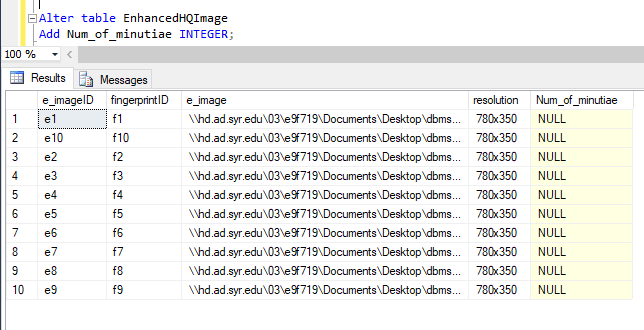 Alter table EnhancedHQImage
Add Num_of_minutiae INTEGER;
100 %
Results Messages
e_imageID fingerprintID e_image resolution Num_of_minutiae
1 e1 f1 \\hd.ad.syr.edu\03\e9f719\Documents\Desktop\dbms... 780x350 NULL
2 e10 f10 \\hd.ad.syr.edu\03\e9f719\Documents\Desktop\dbms... 780x350 NULL
3 e2 f2 \\hd.ad.syr.edu\03\e9f719\Documents\Desktop\dbms... 780x350 NULL
4 e3 f3 \\hd.ad.syr.edu\03\e9f719\Documents\Desktop\dbms... 780x350 NULL
5 e4 f4 \\hd.ad.syr.edu\03\e9f719\Documents\Desktop\dbms... 780x350 NULL
6 e5 f5 \\hd.ad.syr.edu\03\e9f719\Documents\Desktop\dbms... 780x350 NULL
7 e6 f6 \\hd.ad.syr.edu\03\e9f719\Documents\Desktop\dbms... 780x350 NULL
8 e7 f7 \\hd.ad.syr.edu\03\e9f719\Documents\Desktop\dbms... 780x350 NULL
9 e8 f8 \\hd.ad.syr.edu\03\e9f719\Documents\Desktop\dbms... 780x350 NULL
10 e9 f9 \\hd.ad.syr.edu\03\e9f719\Documents\Desktop\dbms... 780x350 NULL